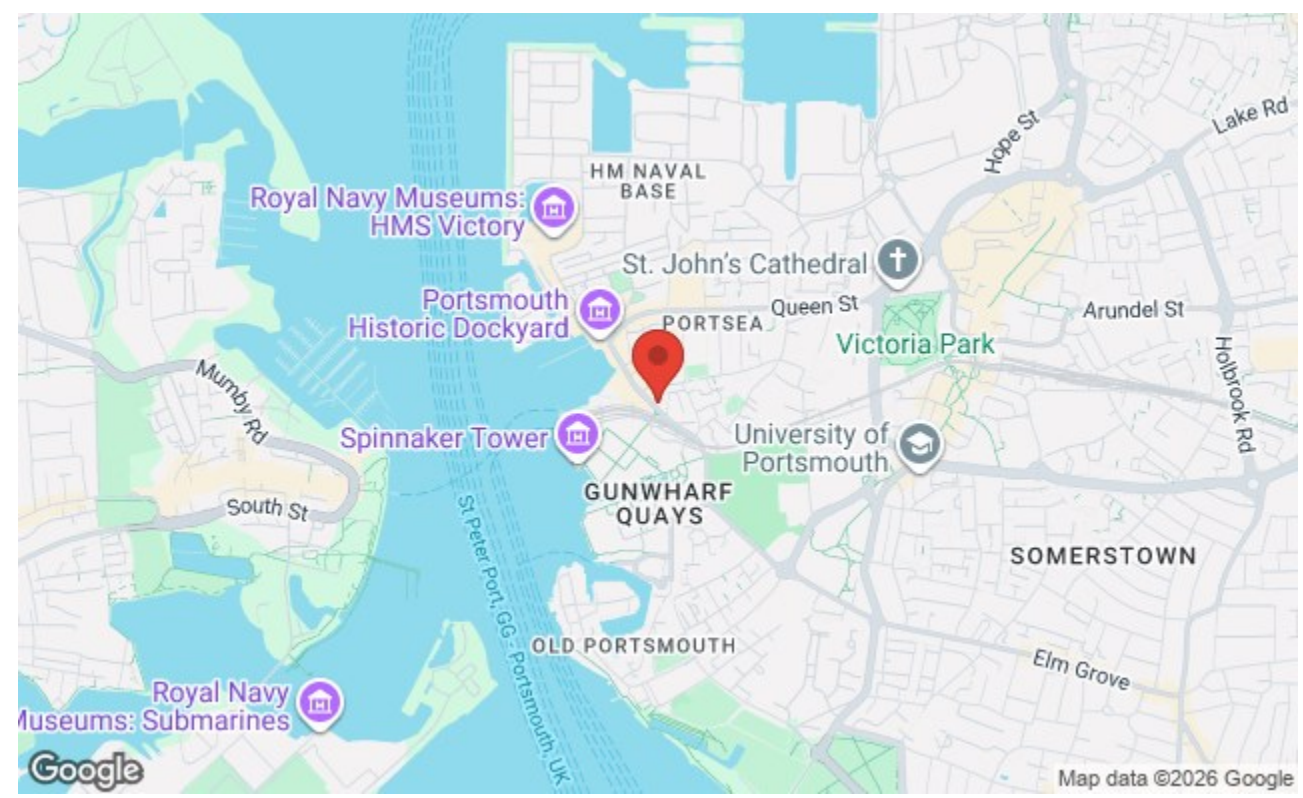 Hope St
Lake Rd
HM NAVAL
BASE
Royal Navy Museums:
HMS Victory
St. John's Cathedral
Portsmouth
Historic Dockyard
Queen St
PORTSEA
Arundel St
Victoria Park
Holbrook Rd
Mumby Rd
Spinnaker Tower
University of
Portsmouth
GUNWHARF
QUAYS
South St
St Peter Port, GG - Portsmouth, UK
SOMERSTOWN
OLD PORTSMOUTH
Elm Grove
Royal Navy
Museums: Submarines
Google
Map data ©2026 Google